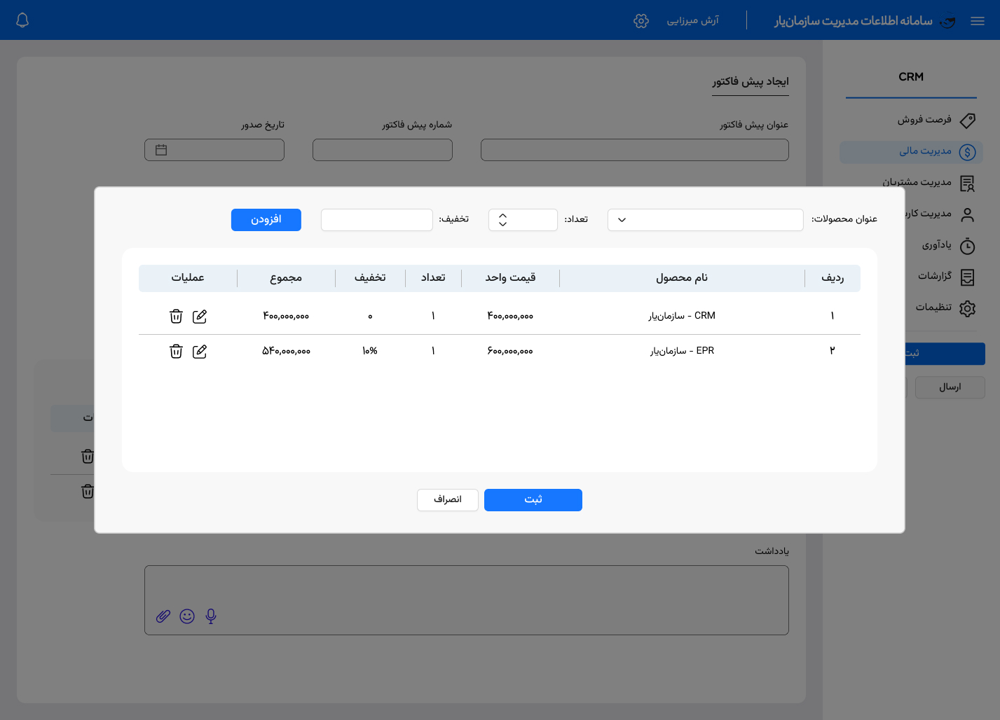 سامانه اطلاعات مدیریت سازمان‌یار
آرش میرزایی
CRM
فرصت فروش
مدیریت مالی
مدیریت مشتریان
یادآوری
گزارشات
تنظیمات
ثبت
ارسال
ایجاد پیش فاکتور
عنوان پیش فاکتور
شماره پیش فاکتور
تاریخ صدور
عنوان محصولات:
تعداد:
تخفیف:
افزودن
ردیف نام محصول قیمت واحد تعداد تخفیف مجموع عملیات
۱ CRM - سازمان‌یار ۴۰۰,۰۰۰,۰۰۰ ۱ ۰ ۴۰۰,۰۰۰,۰۰۰
۲ EPR - سازمان‌یار ۶۰۰,۰۰۰,۰۰۰ ۱ ۱۰% ۵۴۰,۰۰۰,۰۰۰
ثبت
انصراف
یادداشت